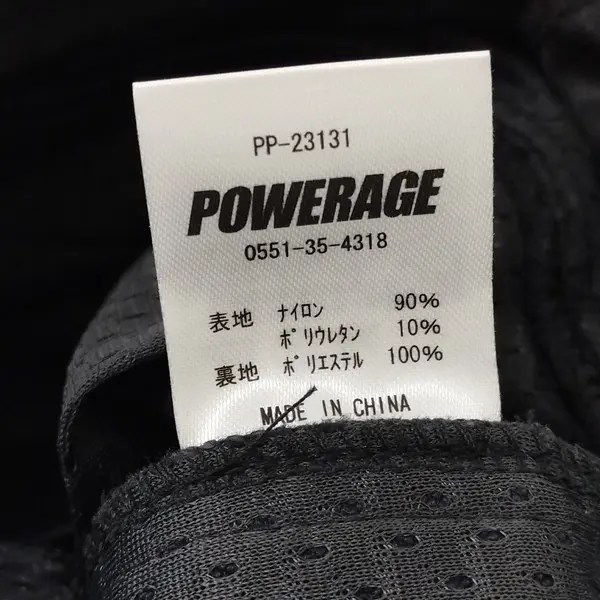 PP-23131
POWERAGE
0551-35-4318
表地 ナイロン 90%
ポリウレタン 10%
裏地 ポリエステル 100%
MADE IN CHINA